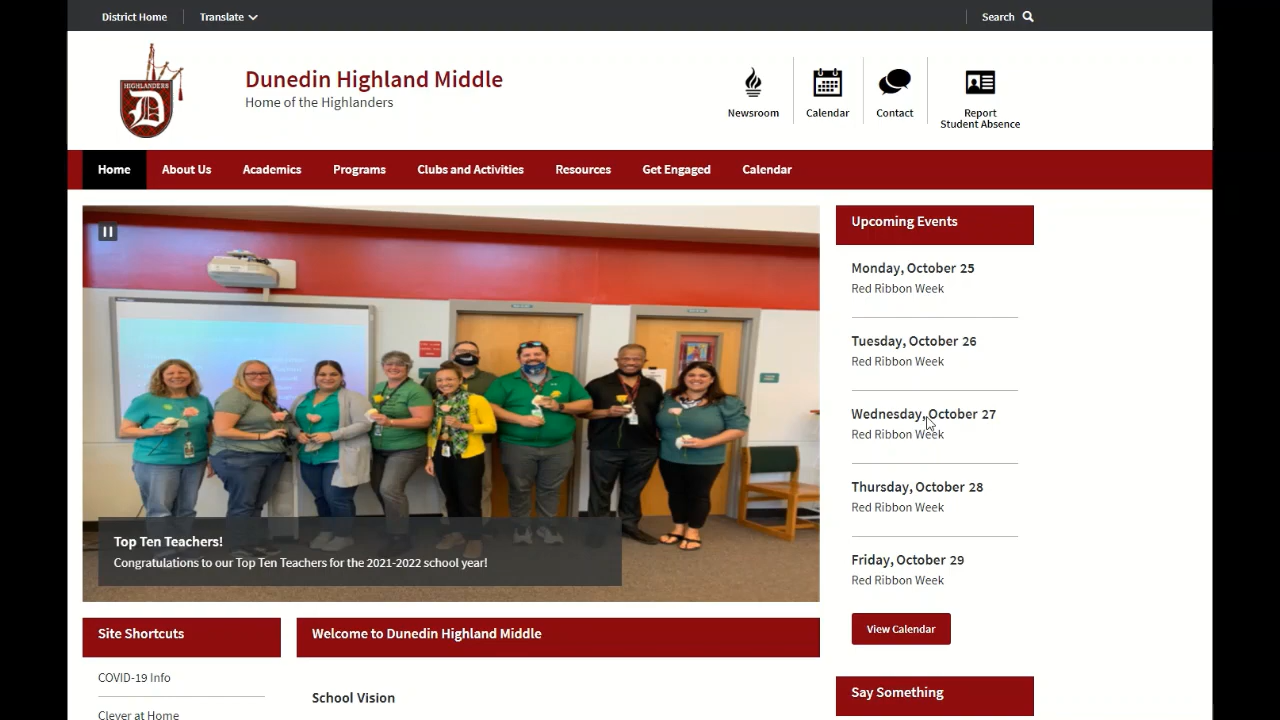 District Home
Translate
Search
HIGHLANDERS
D
Dunedin Highland Middle
Home of the Highlanders
Newsroom
Calendar
Contact
Report
Student Absence
Home
About Us
Academics
Programs
Clubs and Activities
Resources
Get Engaged
Calendar
Top Ten Teachers!
Congratulations to our Top Ten Teachers for the 2021-2022 school year!
Upcoming Events
Monday, October 25
Red Ribbon Week
Tuesday, October 26
Red Ribbon Week
Wednesday, October 27
Red Ribbon Week
Thursday, October 28
Red Ribbon Week
Friday, October 29
Red Ribbon Week
View Calendar
Site Shortcuts
COVID-19 Info
Clever at Home
Welcome to Dunedin Highland Middle
School Vision
Say Something